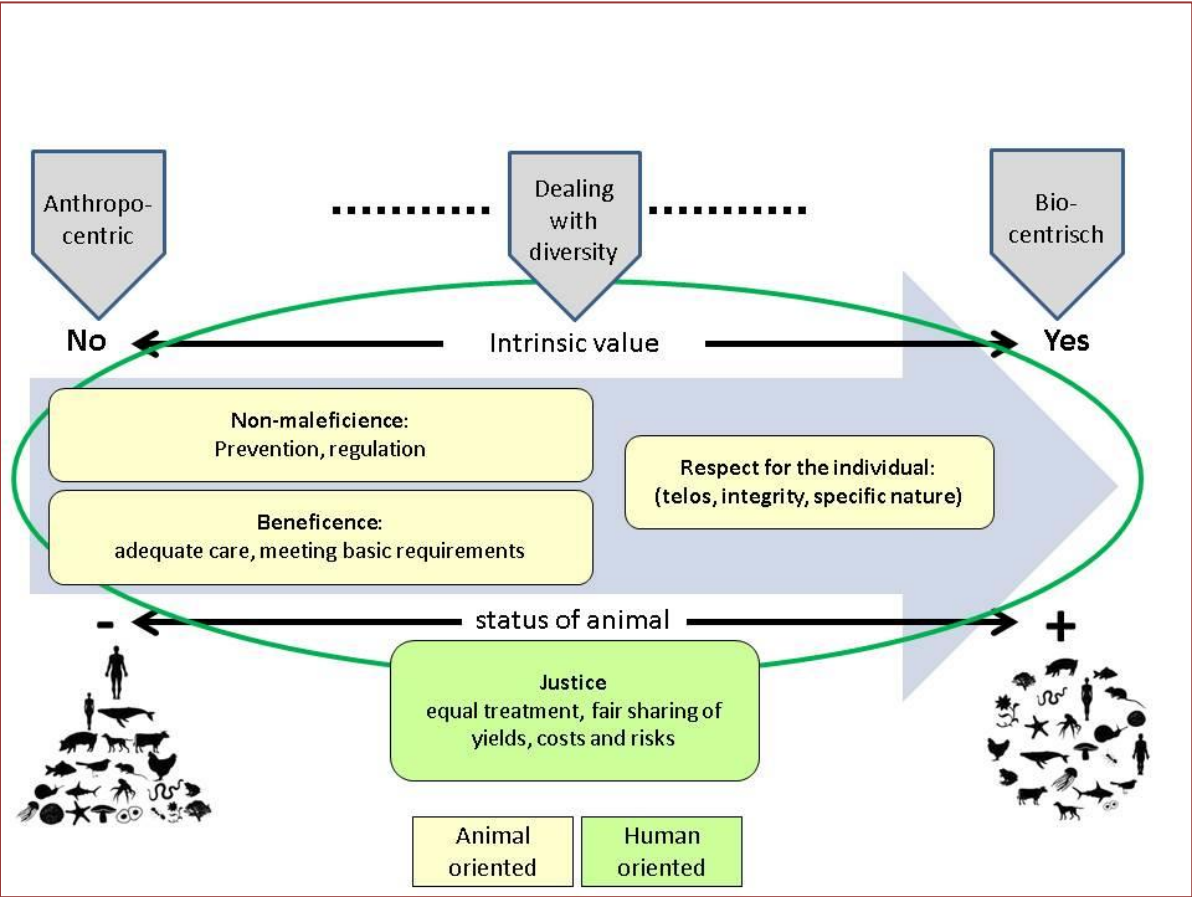 Anthropo-
centric
Dealing
with
diversity
Bio-
centrisch
No
Intrinsic value
Yes
Non-maleficience:
Prevention, regulation
Respect for the individual:
(telos, integrity, specific nature)
Beneficence:
adequate care, meeting basic requirements
-
status of animal
+
Justice
equal treatment, fair sharing of
yields, costs and risks
Animal
oriented
Human
oriented